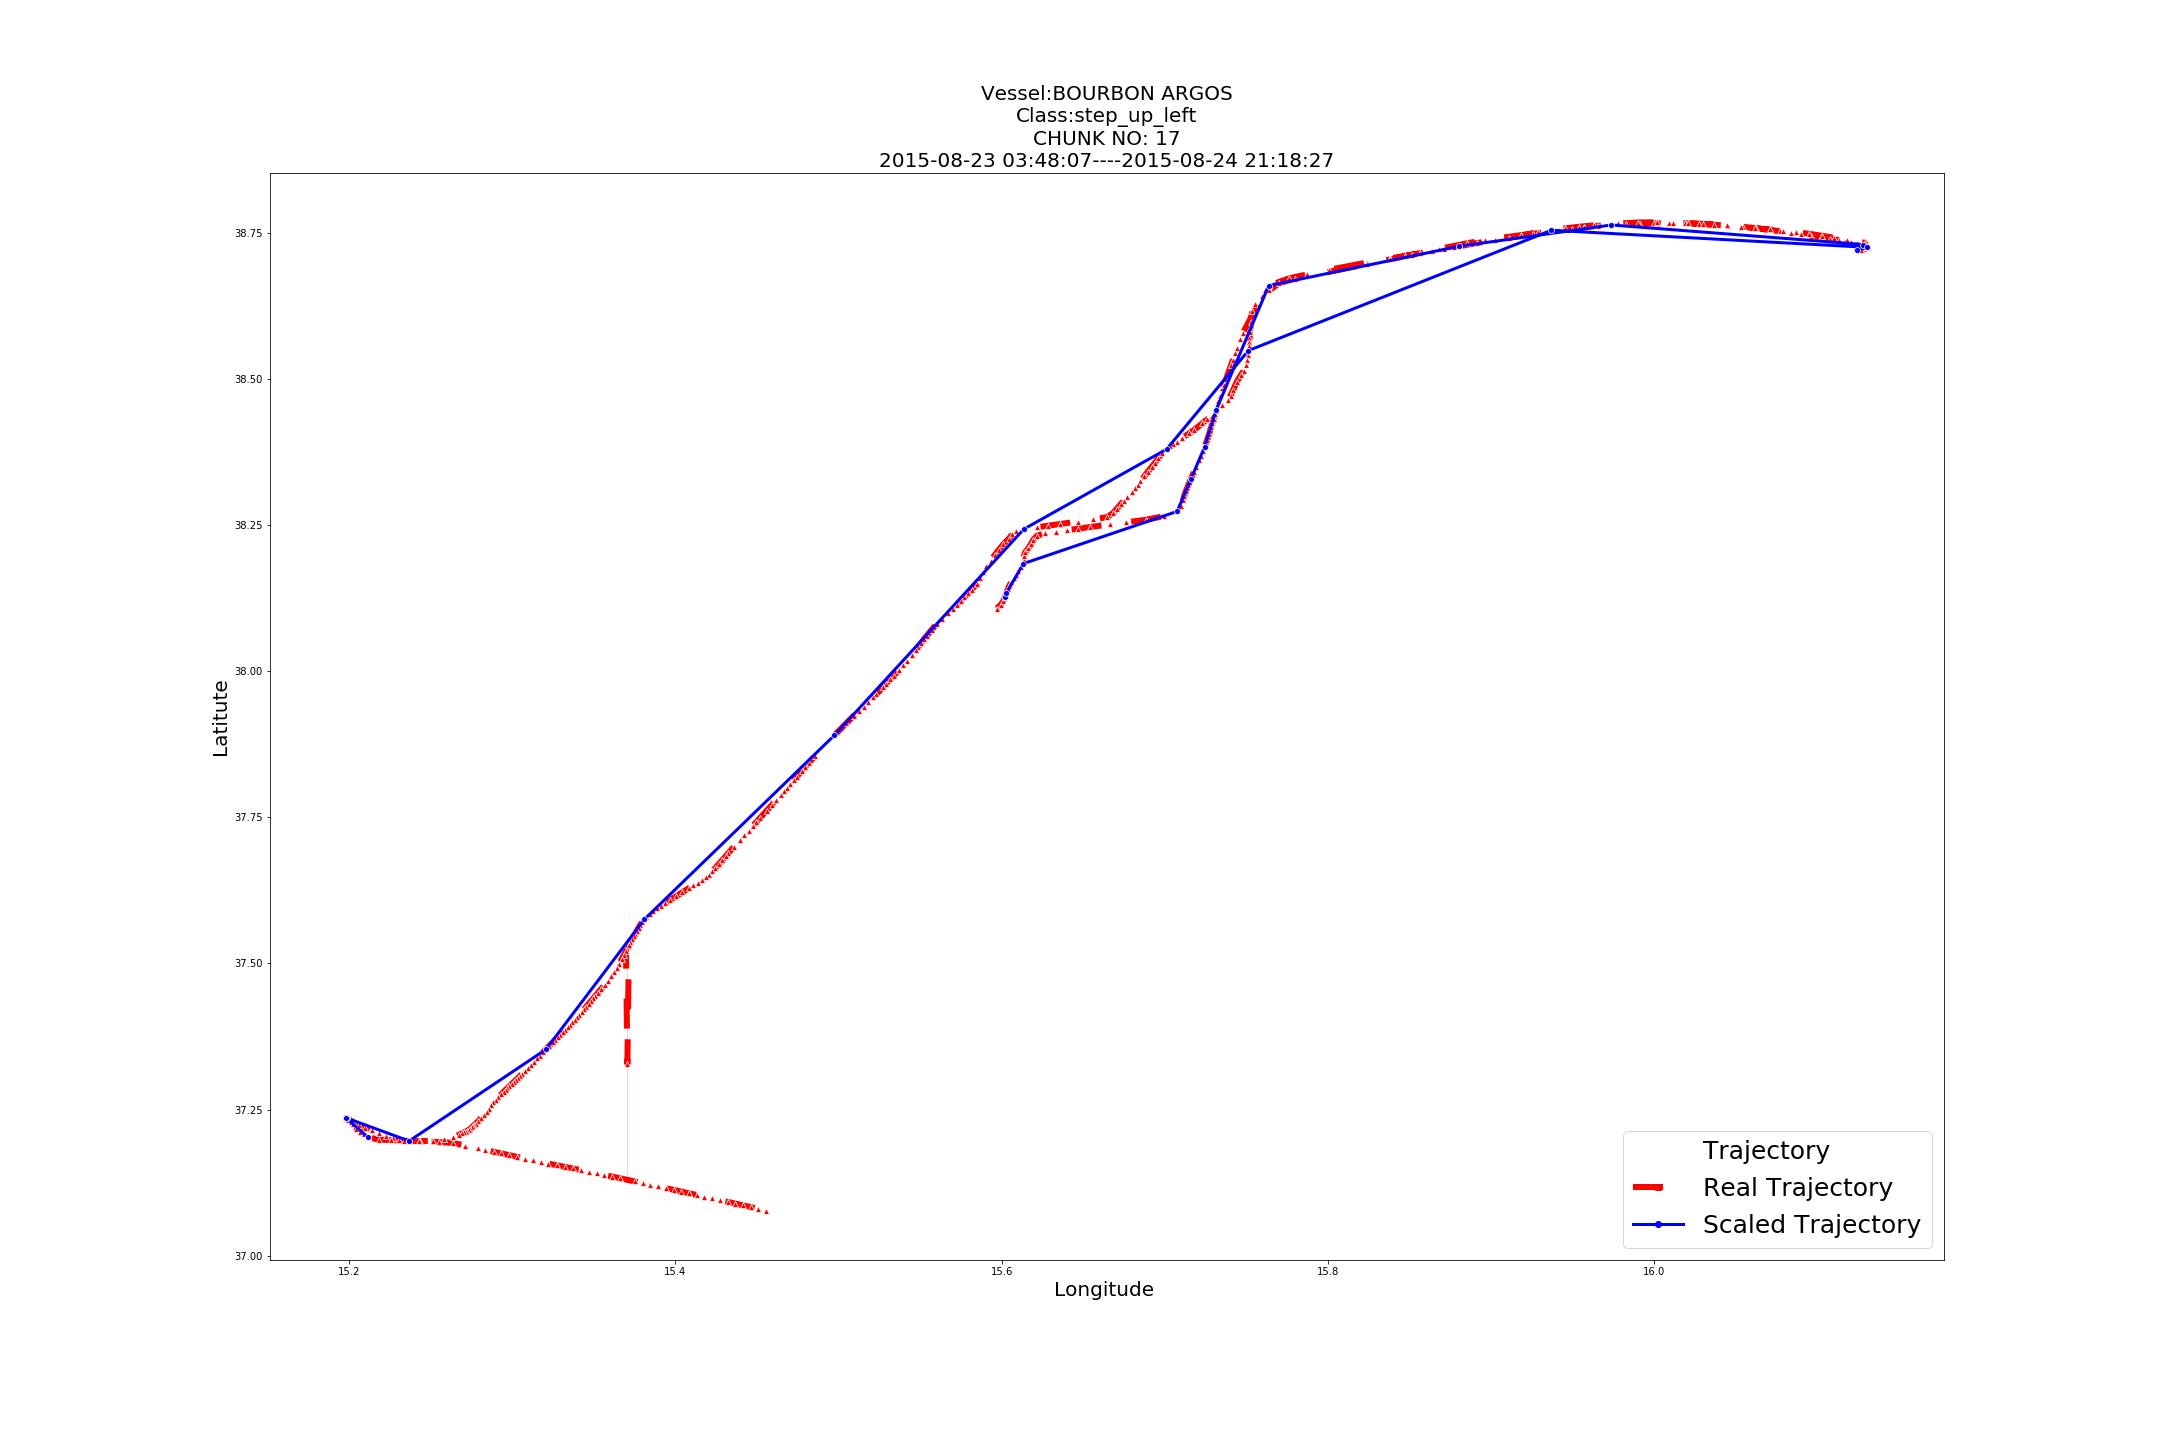 Vessel:BOURBON ARGOS
Class:step_up_left
CHUNK NO: 17
2015-08-23 03:48:07----2015-08-24 21:18:27
38.75
38.50
38.25
38.00
37.75
37.50
37.25
37.00
Latitute
15.2
15.4
15.6
15.8
16.0
Longitude
Trajectory
Real Trajectory
Scaled Trajectory